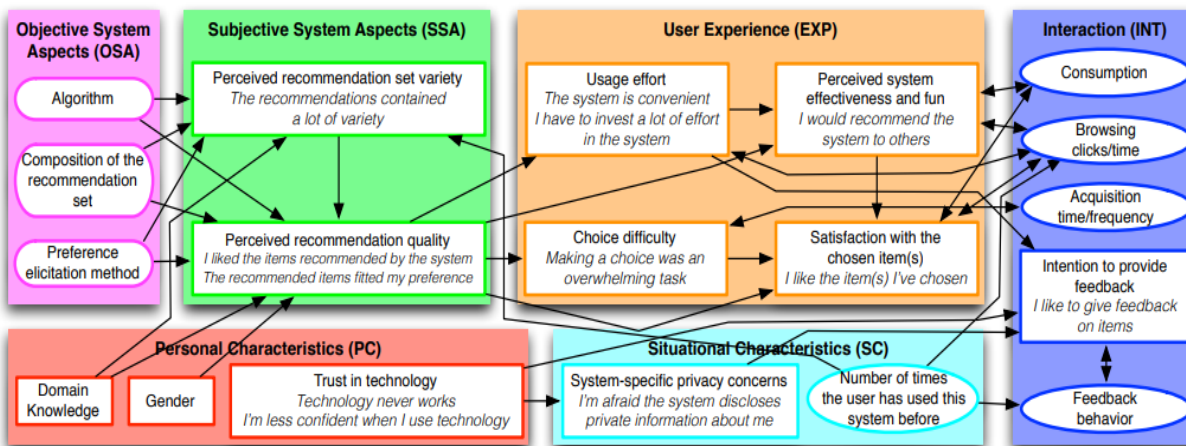 Objective System
Aspects (OSA)
Algorithm
Composition of the
recommendation
set
Preference
elicitation method
Subjective System Aspects (SSA)
Perceived recommendation set variety
The recommendations contained
a lot of variety
Perceived recommendation quality
I liked the items recommended by the system
The recommended items fitted my preference
User Experience (EXP)
Usage effort
The system is convenient
I have to invest a lot of effort
in the system
Perceived system
effectiveness and fun
I would recommend the
system to others
Choice difficulty
Making a choice was an
overwhelming task
Satisfaction with the
chosen item(s)
I like the item(s) I've chosen
Interaction (INT)
Consumption
Browsing
clicks/time
Acquisition
time/frequency
Intention to provide
feedback
I like to give feedback
on items
Feedback
behavior
Personal Characteristics (PC)
Domain
Knowledge
Gender
Trust in technology
Technology never works
I'm less confident when I use technology
Situational Characteristics (SC)
System-specific privacy concerns
I'm afraid the system discloses
private information about me
Number of times
the user has used this
system before